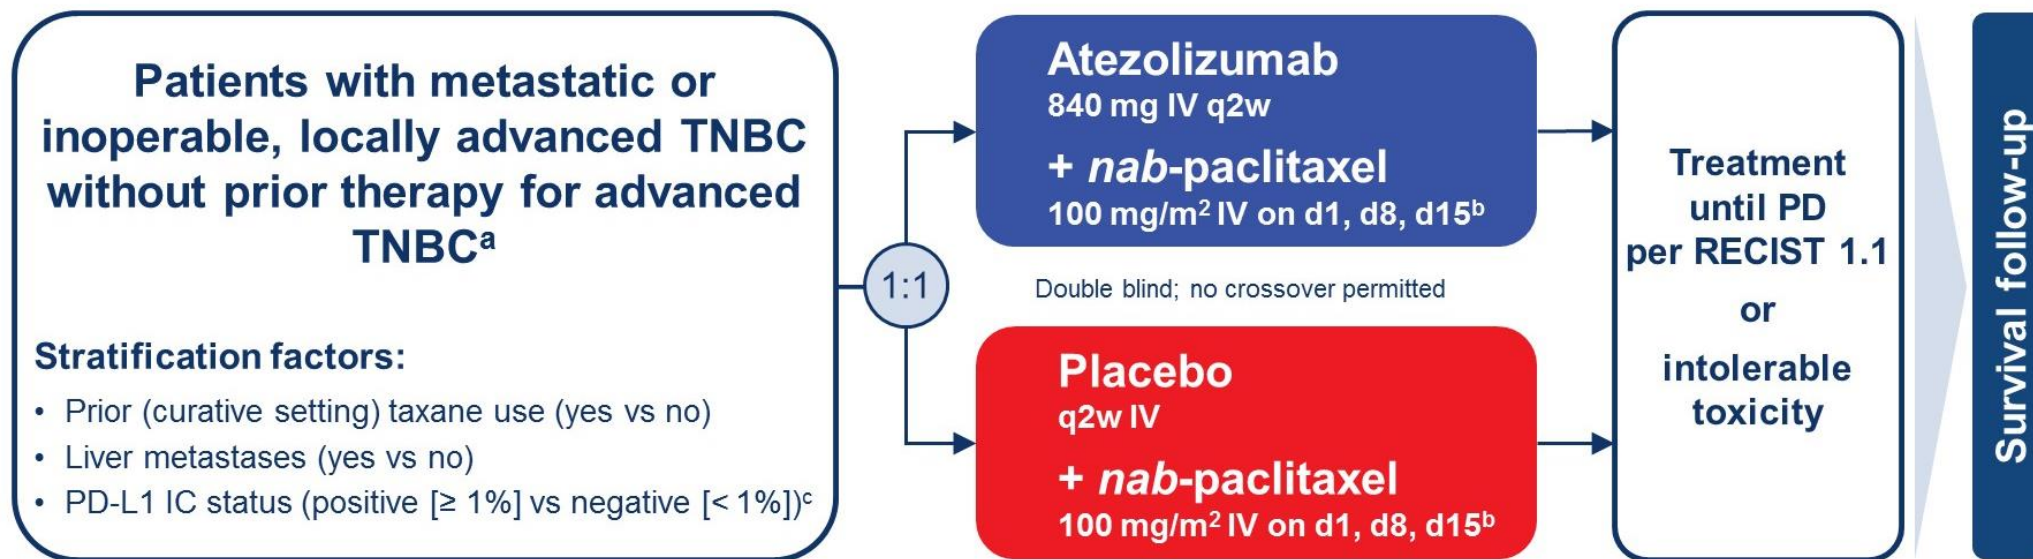 Patients with metastatic or
inoperable, locally advanced TNBC
without prior therapy for advanced
TNBCᵃ
Stratification factors:
• Prior (curative setting) taxane use (yes vs no)
• Liver metastases (yes vs no)
• PD-L1 IC status (positive [≥ 1%] vs negative [< 1%])ᶜ
1:1
Atezolizumab
840 mg IV q2w
+ nab-paclitaxel
100 mg/m² IV on d1, d8, d15ᵇ
Double blind; no crossover permitted
Placebo
q2w IV
+ nab-paclitaxel
100 mg/m² IV on d1, d8, d15ᵇ
Treatment
until PD
per RECIST 1.1
or
intolerable
toxicity
Survival follow-up